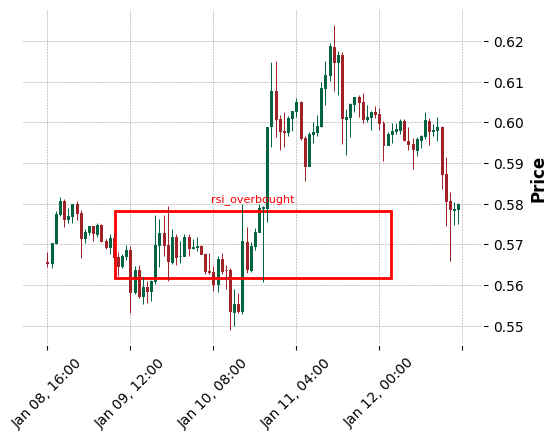 0.62
0.61
0.60
0.59
0.58
0.57
0.56
0.55
Price
rsi_overbought
Jan 08, 16:00
Jan 09, 12:00
Jan 10, 08:00
Jan 11, 04:00
Jan 12, 00:00